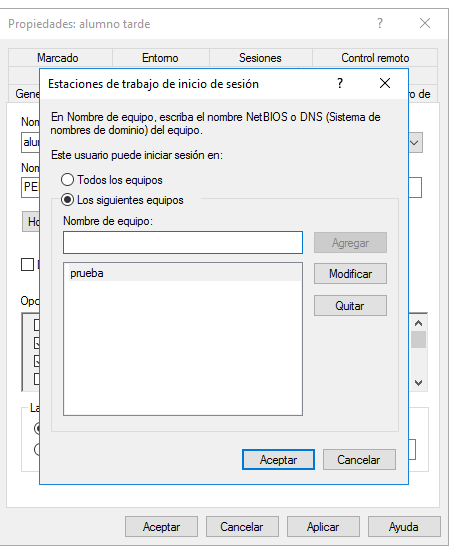 Propiedades: alumno tarde ? ×
Marcado Entorno Sesiones Control remoto
Estaciones de trabajo de inicio de sesión ? ×
En Nombre de equipo, escriba el nombre NetBIOS o DNS (Sistema de
nombres de dominio) del equipo.
Este usuario puede iniciar sesión en:
Todos los equipos
Los siguientes equipos
Nombre de equipo:
Agregar
prueba
Modificar
Quitar
Aceptar Cancelar
Aceptar Cancelar Aplicar Ayuda